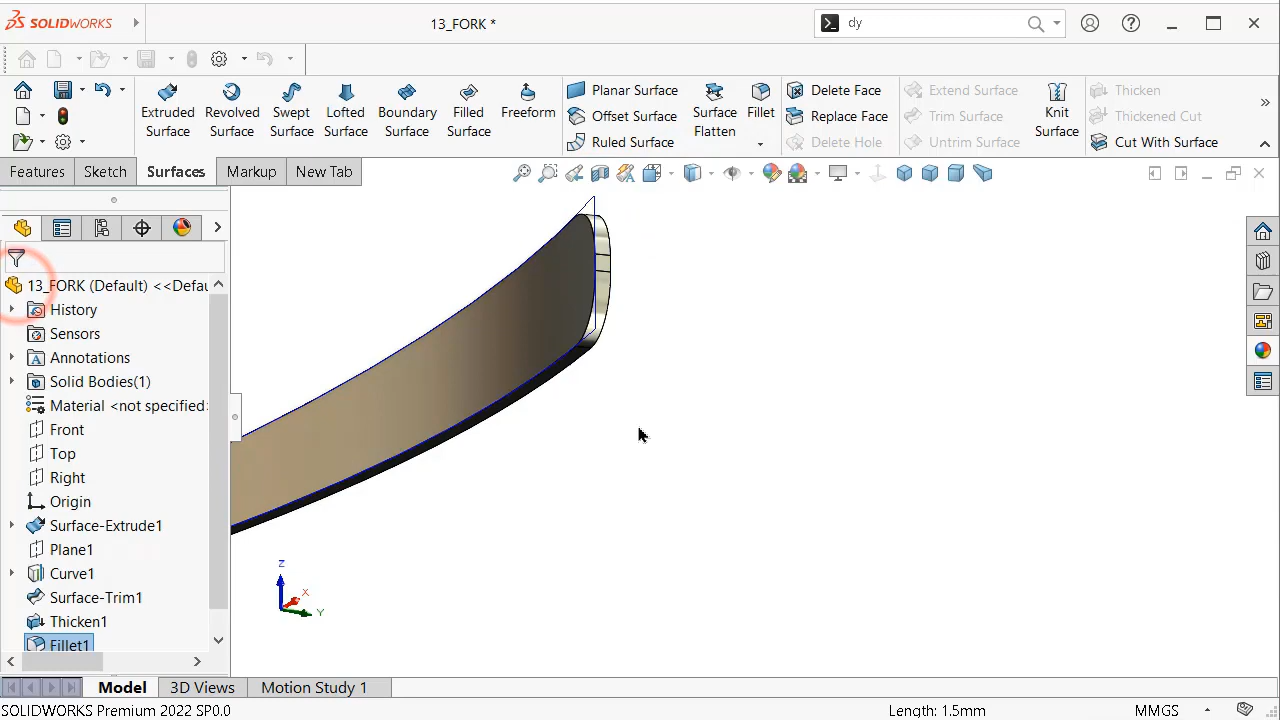 SOLIDWORKS
13_FORK *
dy
Extruded Surface
Revolved Surface
Swept Surface
Lofted Surface
Boundary Surface
Filled Surface
Freeform
Planar Surface
Offset Surface
Ruled Surface
Surface Flatten
Fillet
Delete Face
Replace Face
Delete Hole
Extend Surface
Trim Surface
Untrim Surface
Knit Surface
Thicken
Thickened Cut
Cut With Surface
Features
Sketch
Surfaces
Markup
New Tab
13_FORK (Default) <<Defau
History
Sensors
Annotations
Solid Bodies(1)
Material <not specified>
Front
Top
Right
Origin
Surface-Extrude1
Plane1
Curve1
Surface-Trim1
Thicken1
Fillet1
Z
X
Y
Model
3D Views
Motion Study 1
SOLIDWORKS Premium 2022 SP0.0
Length: 1.5mm
MMGS